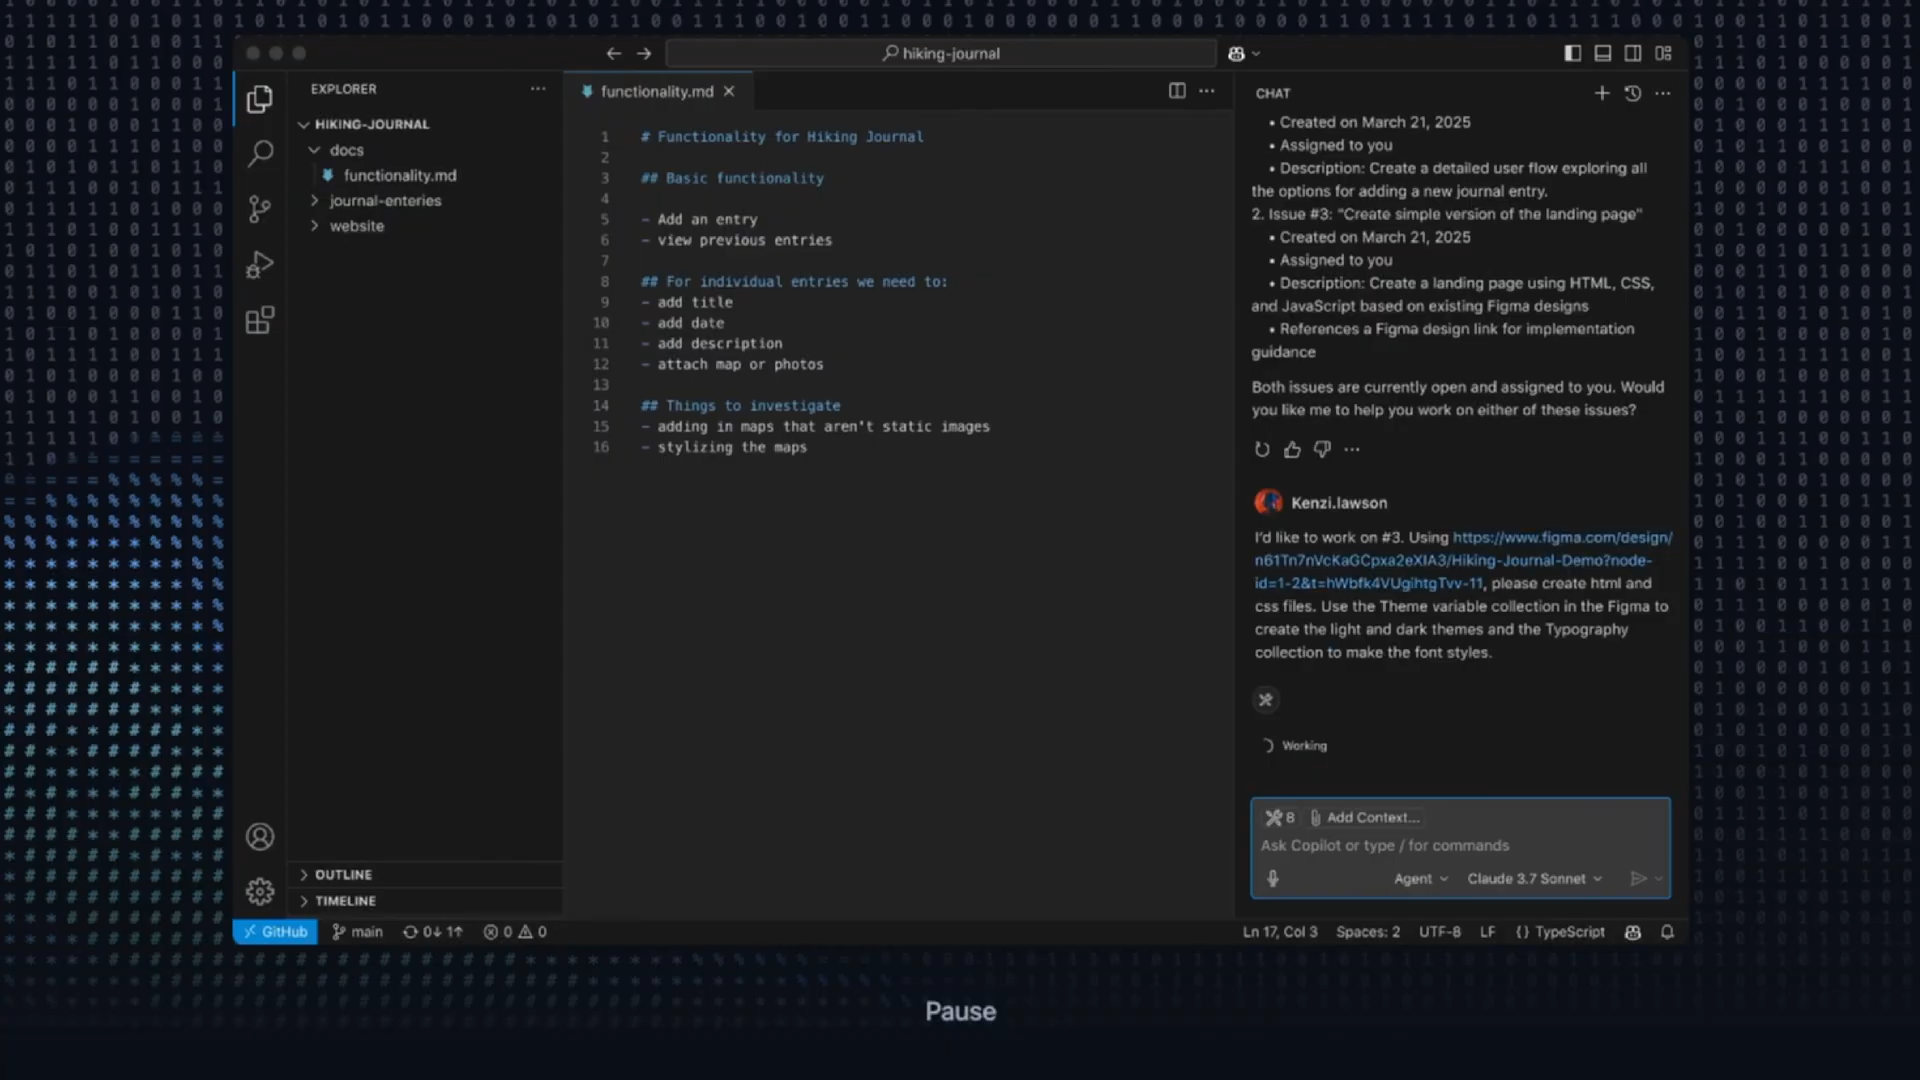 hiking-journal
EXPLORER
HIKING-JOURNAL
docs
functionality.md
journal-enteries
website
OUTLINE
TIMELINE
functionality.md
1 # Functionality for Hiking Journal
2
3 ## Basic functionality
4
5 - Add an entry
6 - view previous entries
7
8 ## For individual entries we need to:
9 - add title
10 - add date
11 - add description
12 - attach map or photos
13
14 ## Things to investigate
15 - adding in maps that aren't static images
16 - stylizing the maps
CHAT
• Created on March 21, 2025
• Assigned to you
• Description: Create a detailed user flow exploring all
the options for adding a new journal entry.
2. Issue #3: "Create simple version of the landing page"
• Created on March 21, 2025
• Assigned to you
• Description: Create a landing page using HTML, CSS,
and JavaScript based on existing Figma designs
• References a Figma design link for implementation
guidance
Both issues are currently open and assigned to you. Would
you like me to help you work on either of these issues?
Kenzi.lawson
I'd like to work on #3. Using https://www.figma.com/design/
n61Tn7nVcKaGCpxa2eXIA3/Hiking-Journal-Demo?node-
id=1-2&t=hWbfk4VUgihtgTvv-11, please create html and
css files. Use the Theme variable collection in the Figma to
create the light and dark themes and the Typography
collection to make the font styles.
Working
8 Add Context...
Ask Copilot or type / for commands
Agent Claude 3.7 Sonnet
GitHub main 0↓ 1↑ 0 0
Ln 17, Col 3 Spaces: 2 UTF-8 LF {} TypeScript
Pause